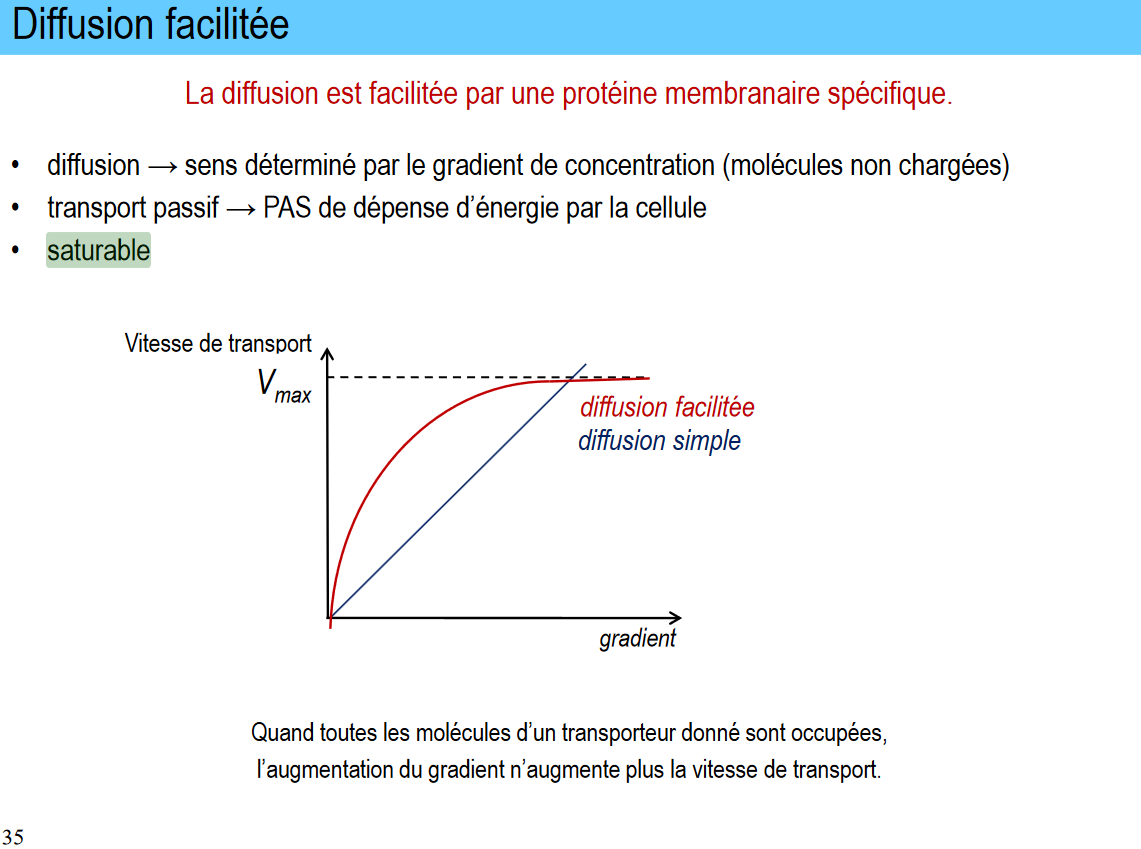 Diffusion facilitée
La diffusion est facilitée par une protéine membranaire spécifique.
• diffusion → sens déterminé par le gradient de concentration (molécules non chargées)
• transport passif → PAS de dépense d’énergie par la cellule
• saturable
Vitesse de transport
Vmax
diffusion facilitée
diffusion simple
gradient
Quand toutes les molécules d’un transporteur donné sont occupées,
l’augmentation du gradient n’augmente plus la vitesse de transport.
35